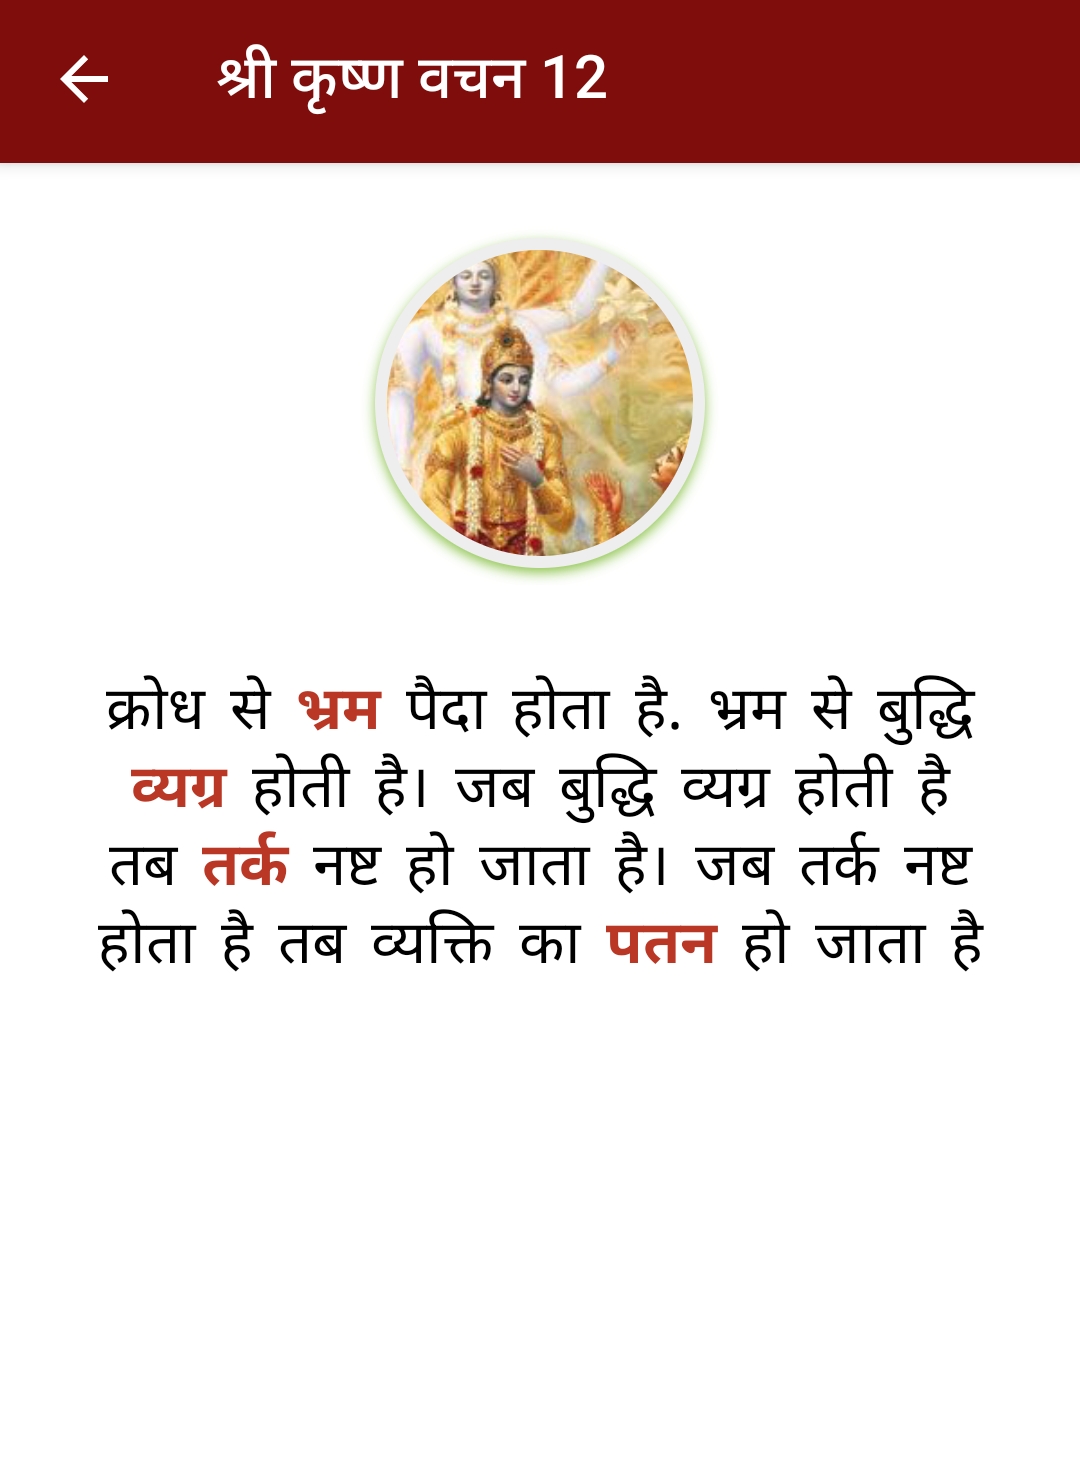 श्री कृष्ण वचन 12
क्रोध से भ्रम पैदा होता है. भ्रम से बुद्धि
व्यग्र होती है। जब बुद्धि व्यग्र होती है
तब तर्क नष्ट हो जाता है। जब तर्क नष्ट
होता है तब व्यक्ति का पतन हो जाता है